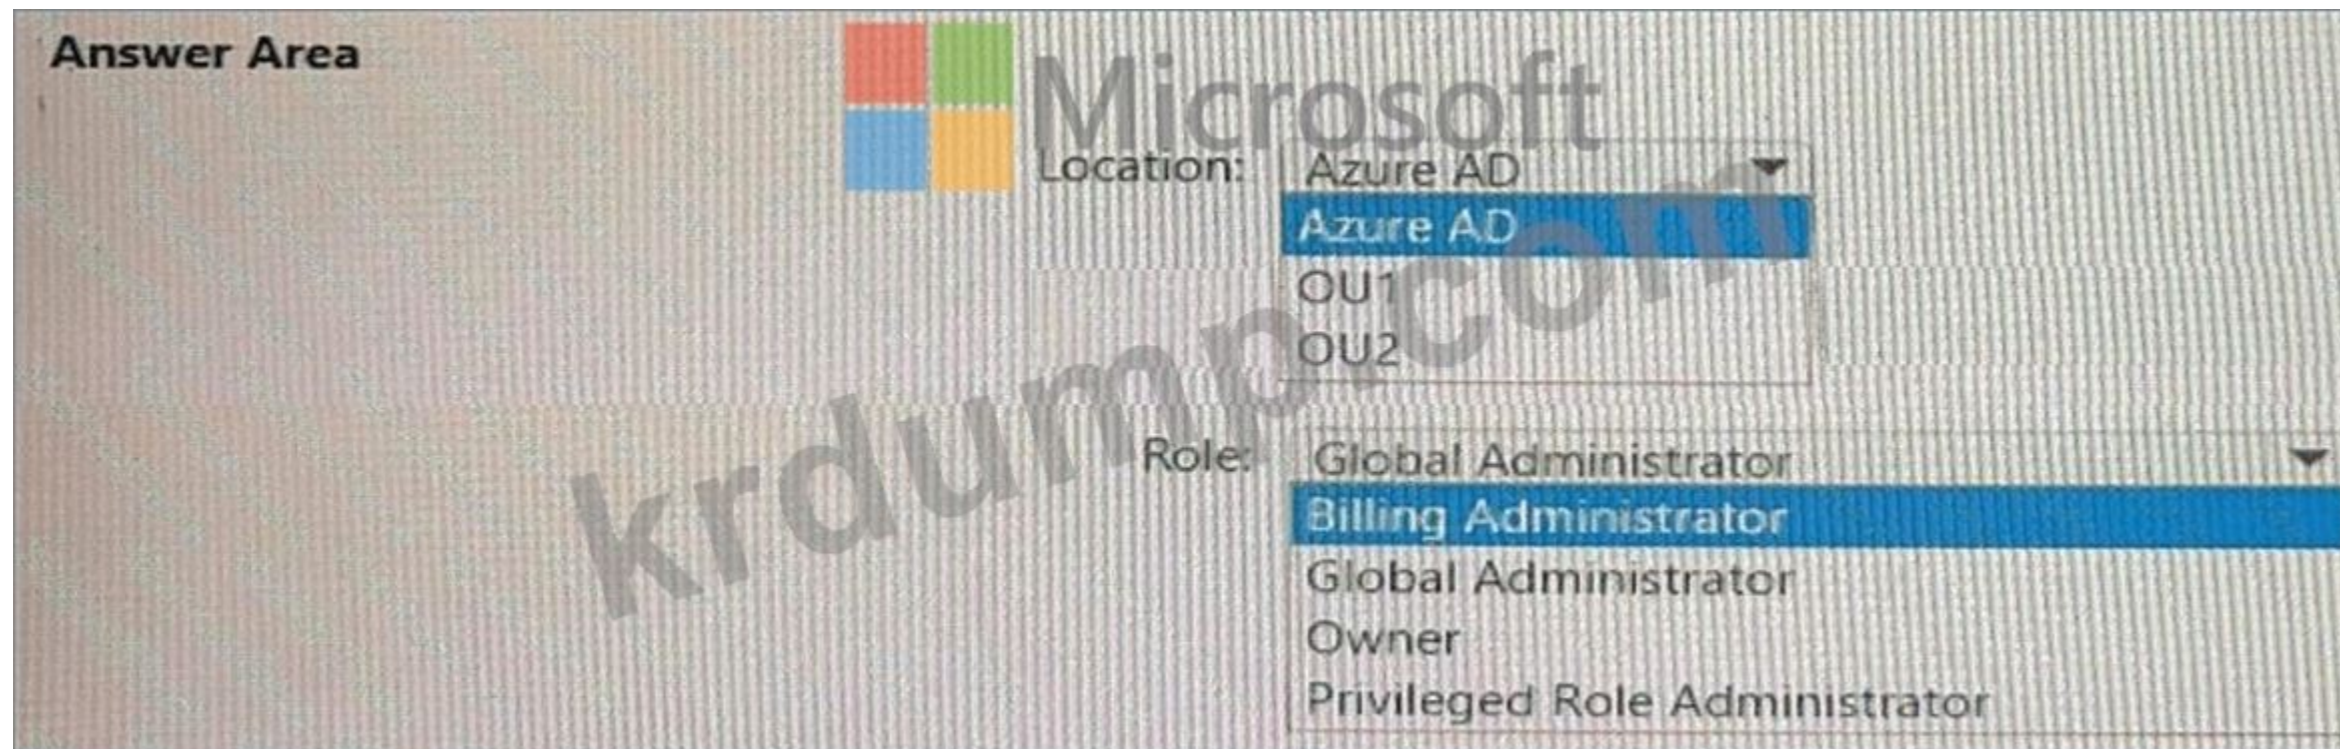 Answer Area
Microsoft
Location: Azure AD
Azure AD
OU1
OU2
krdump.com
Role: Global Administrator
Billing Administrator
Global Administrator
Owner
Privileged Role Administrator